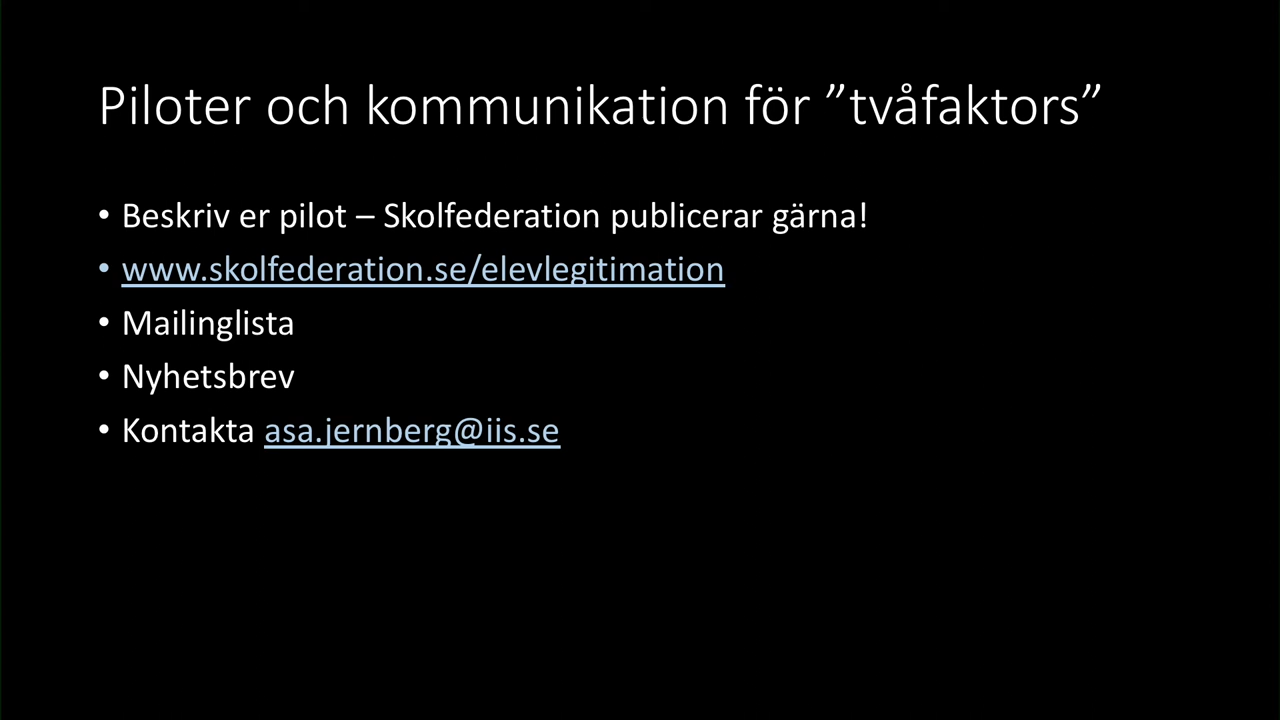 Piloter och kommunikation för ”tvåfaktors”
• Beskriv er pilot – Skolfederation publicerar gärna!
• www.skolfederation.se/elevlegitimation
• Mailinglista
• Nyhetsbrev
• Kontakta asa.jernberg@iis.se